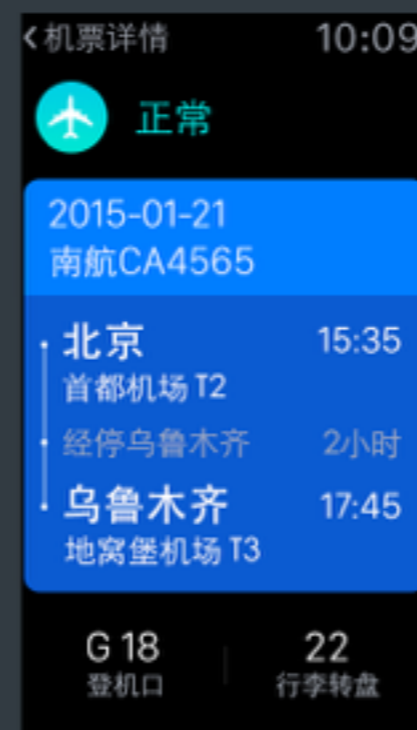 机票详情 10:09
正常
2015-01-21
南航CA4565
北京 15:35
首都机场 T2
经停乌鲁木齐 2小时
乌鲁木齐 17:45
地窝堡机场 T3
G 18 22
登机口 行李转盘